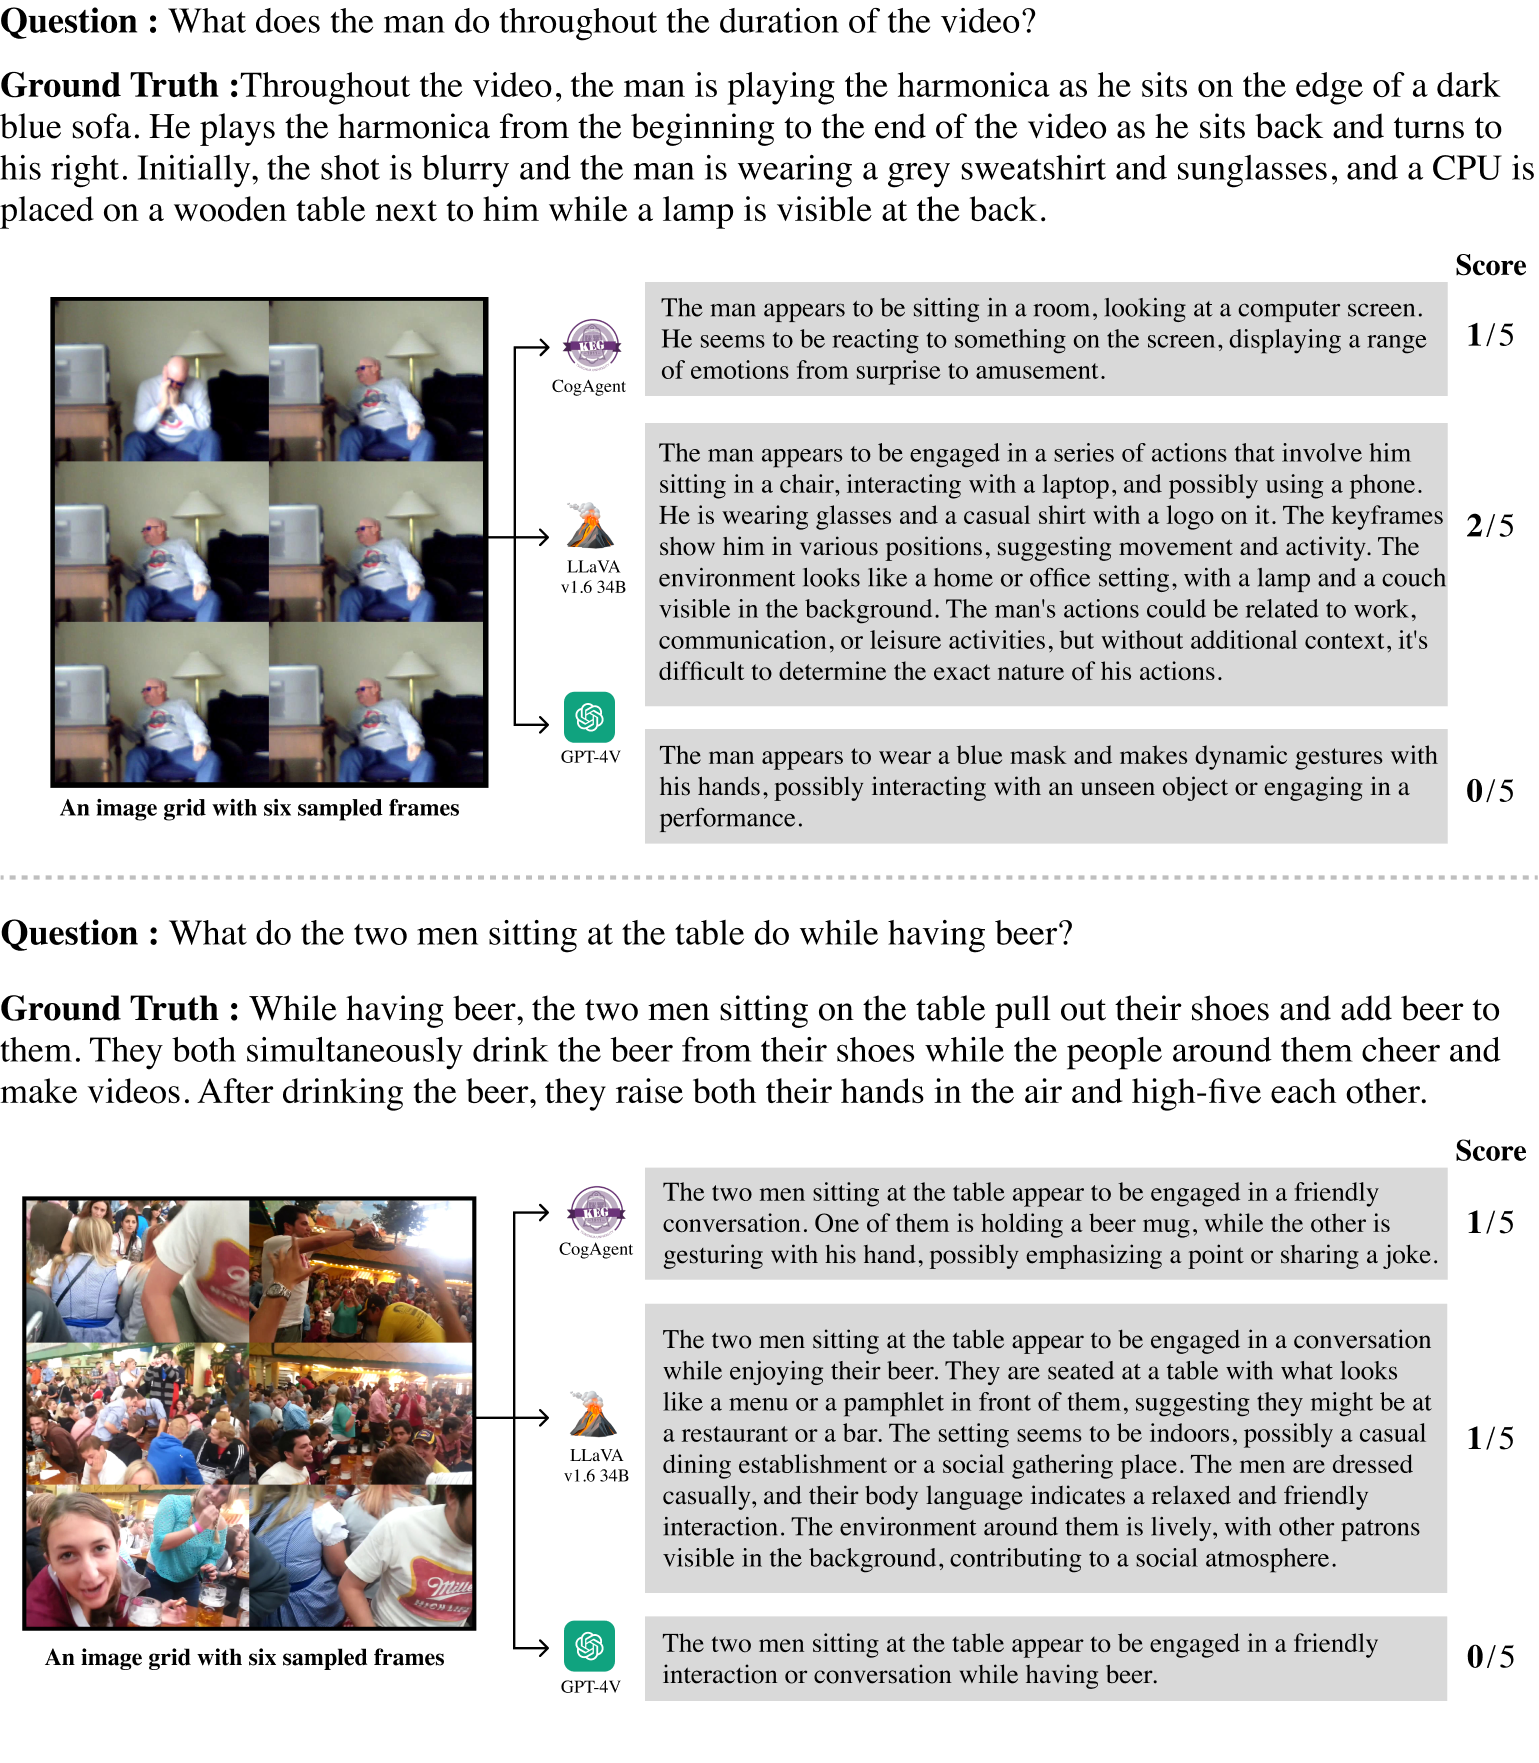 Question : What does the man do throughout the duration of the video?
Ground Truth :Throughout the video, the man is playing the harmonica as he sits on the edge of a dark
blue sofa. He plays the harmonica from the beginning to the end of the video as he sits back and turns to
his right. Initially, the shot is blurry and the man is wearing a grey sweatshirt and sunglasses, and a CPU is
placed on a wooden table next to him while a lamp is visible at the back.
Score
KEG
CogAgent
The man appears to be sitting in a room, looking at a computer screen.
He seems to be reacting to something on the screen, displaying a range
of emotions from surprise to amusement.
1/5
LLaVA
v1.6 34B
The man appears to be engaged in a series of actions that involve him
sitting in a chair, interacting with a laptop, and possibly using a phone.
He is wearing glasses and a casual shirt with a logo on it. The keyframes
show him in various positions, suggesting movement and activity. The
environment looks like a home or office setting, with a lamp and a couch
visible in the background. The man's actions could be related to work,
communication, or leisure activities, but without additional context, it's
difficult to determine the exact nature of his actions.
2/5
GPT-4V
The man appears to wear a blue mask and makes dynamic gestures with
his hands, possibly interacting with an unseen object or engaging in a
performance.
0/5
An image grid with six sampled frames
Question : What do the two men sitting at the table do while having beer?
Ground Truth : While having beer, the two men sitting on the table pull out their shoes and add beer to
them. They both simultaneously drink the beer from their shoes while the people around them cheer and
make videos. After drinking the beer, they raise both their hands in the air and high-five each other.
Score
KEG
CogAgent
The two men sitting at the table appear to be engaged in a friendly
conversation. One of them is holding a beer mug, while the other is
gesturing with his hand, possibly emphasizing a point or sharing a joke.
1/5
LLaVA
v1.6 34B
The two men sitting at the table appear to be engaged in a conversation
while enjoying their beer. They are seated at a table with what looks
like a menu or a pamphlet in front of them, suggesting they might be at
a restaurant or a bar. The setting seems to be indoors, possibly a casual
dining establishment or a social gathering place. The men are dressed
casually, and their body language indicates a relaxed and friendly
interaction. The environment around them is lively, with other patrons
visible in the background, contributing to a social atmosphere.
1/5
GPT-4V
The two men sitting at the table appear to be engaged in a friendly
interaction or conversation while having beer.
0/5
An image grid with six sampled frames